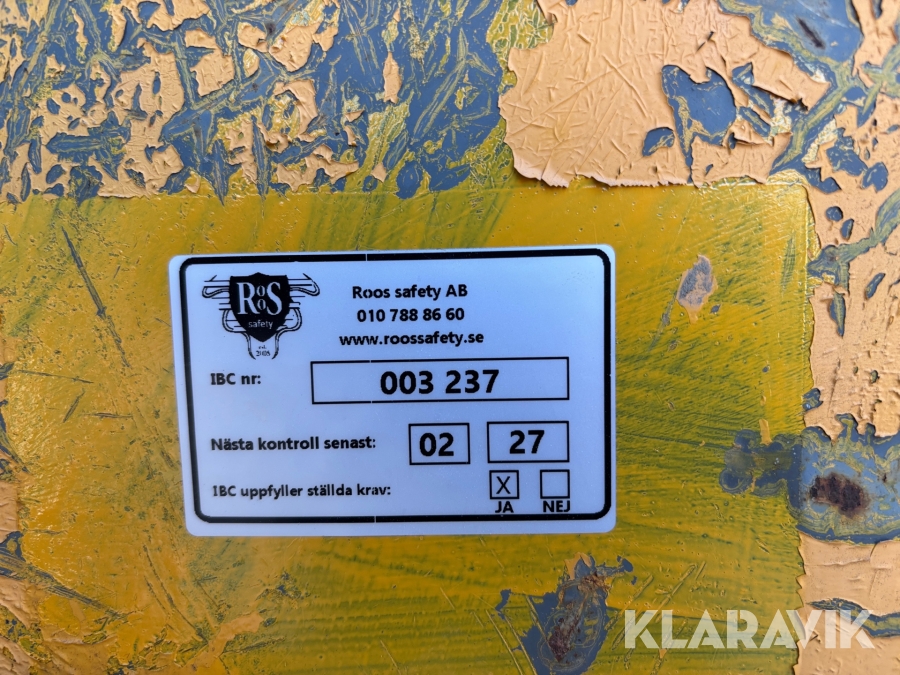 RooS
safety
est.
2008
Roos safety AB
010 788 86 60
www.roossafety.se
IBC nr:
003 237
Nästa kontroll senast:
02
27
IBC uppfyller ställda krav:
X
JA
NEJ
KLARAVIK